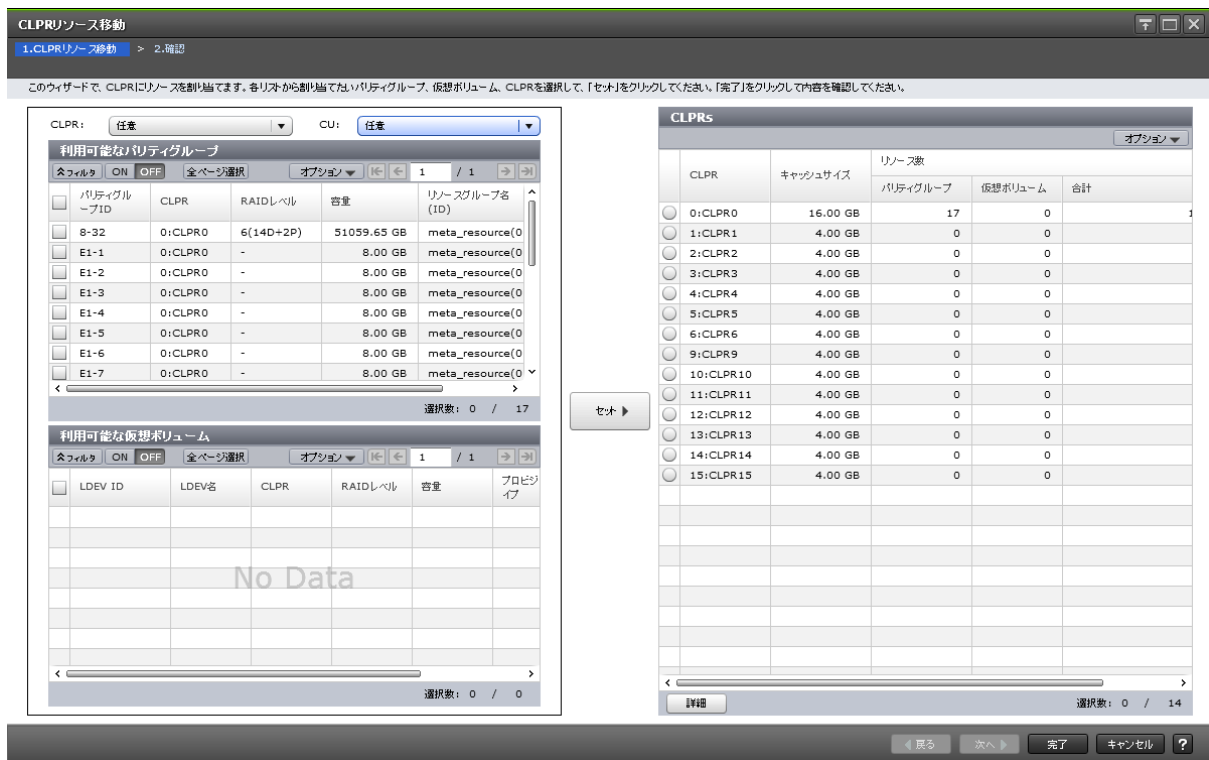 CLPRリソース移動
1.CLPRリソース移動 > 2.確認
このウィザードで、CLPRにリソースを割り当てます。各リストから割り当てたいパリティグループ、仮想ボリューム、CLPRを選択して、「セット」をクリックしてください。「完了」をクリックして内容を確認してください。
CLPR: 任意 CU: 任意
利用可能なパリティグループ
フィルタ ON OFF 全ページ選択 オプション 1 / 1
パリティグループID CLPR RAIDレベル 容量 リソースグループ名 (ID)
8-32 0:CLPR0 6(14D+2P) 51059.65 GB meta_resource(0
E1-1 0:CLPR0 - 8.00 GB meta_resource(0
E1-2 0:CLPR0 - 8.00 GB meta_resource(0
E1-3 0:CLPR0 - 8.00 GB meta_resource(0
E1-4 0:CLPR0 - 8.00 GB meta_resource(0
E1-5 0:CLPR0 - 8.00 GB meta_resource(0
E1-6 0:CLPR0 - 8.00 GB meta_resource(0
E1-7 0:CLPR0 - 8.00 GB meta_resource(0
選択数: 0 / 17
利用可能な仮想ボリューム
フィルタ ON OFF 全ページ選択 オプション 1 / 1
LDEV ID LDEV名 CLPR RAIDレベル 容量 プロビジ
イプ
No Data
選択数: 0 / 0
セット
CLPRs
オプション
CLPR キャッシュサイズ リソース数
パリティグループ 仮想ボリューム 合計
0:CLPR0 16.00 GB 17 0 1
1:CLPR1 4.00 GB 0 0
2:CLPR2 4.00 GB 0 0
3:CLPR3 4.00 GB 0 0
4:CLPR4 4.00 GB 0 0
5:CLPR5 4.00 GB 0 0
6:CLPR6 4.00 GB 0 0
9:CLPR9 4.00 GB 0 0
10:CLPR10 4.00 GB 0 0
11:CLPR11 4.00 GB 0 0
12:CLPR12 4.00 GB 0 0
13:CLPR13 4.00 GB 0 0
14:CLPR14 4.00 GB 0 0
15:CLPR15 4.00 GB 0 0
詳細 選択数: 0 / 14
戻る 次へ 完了 キャンセル ?